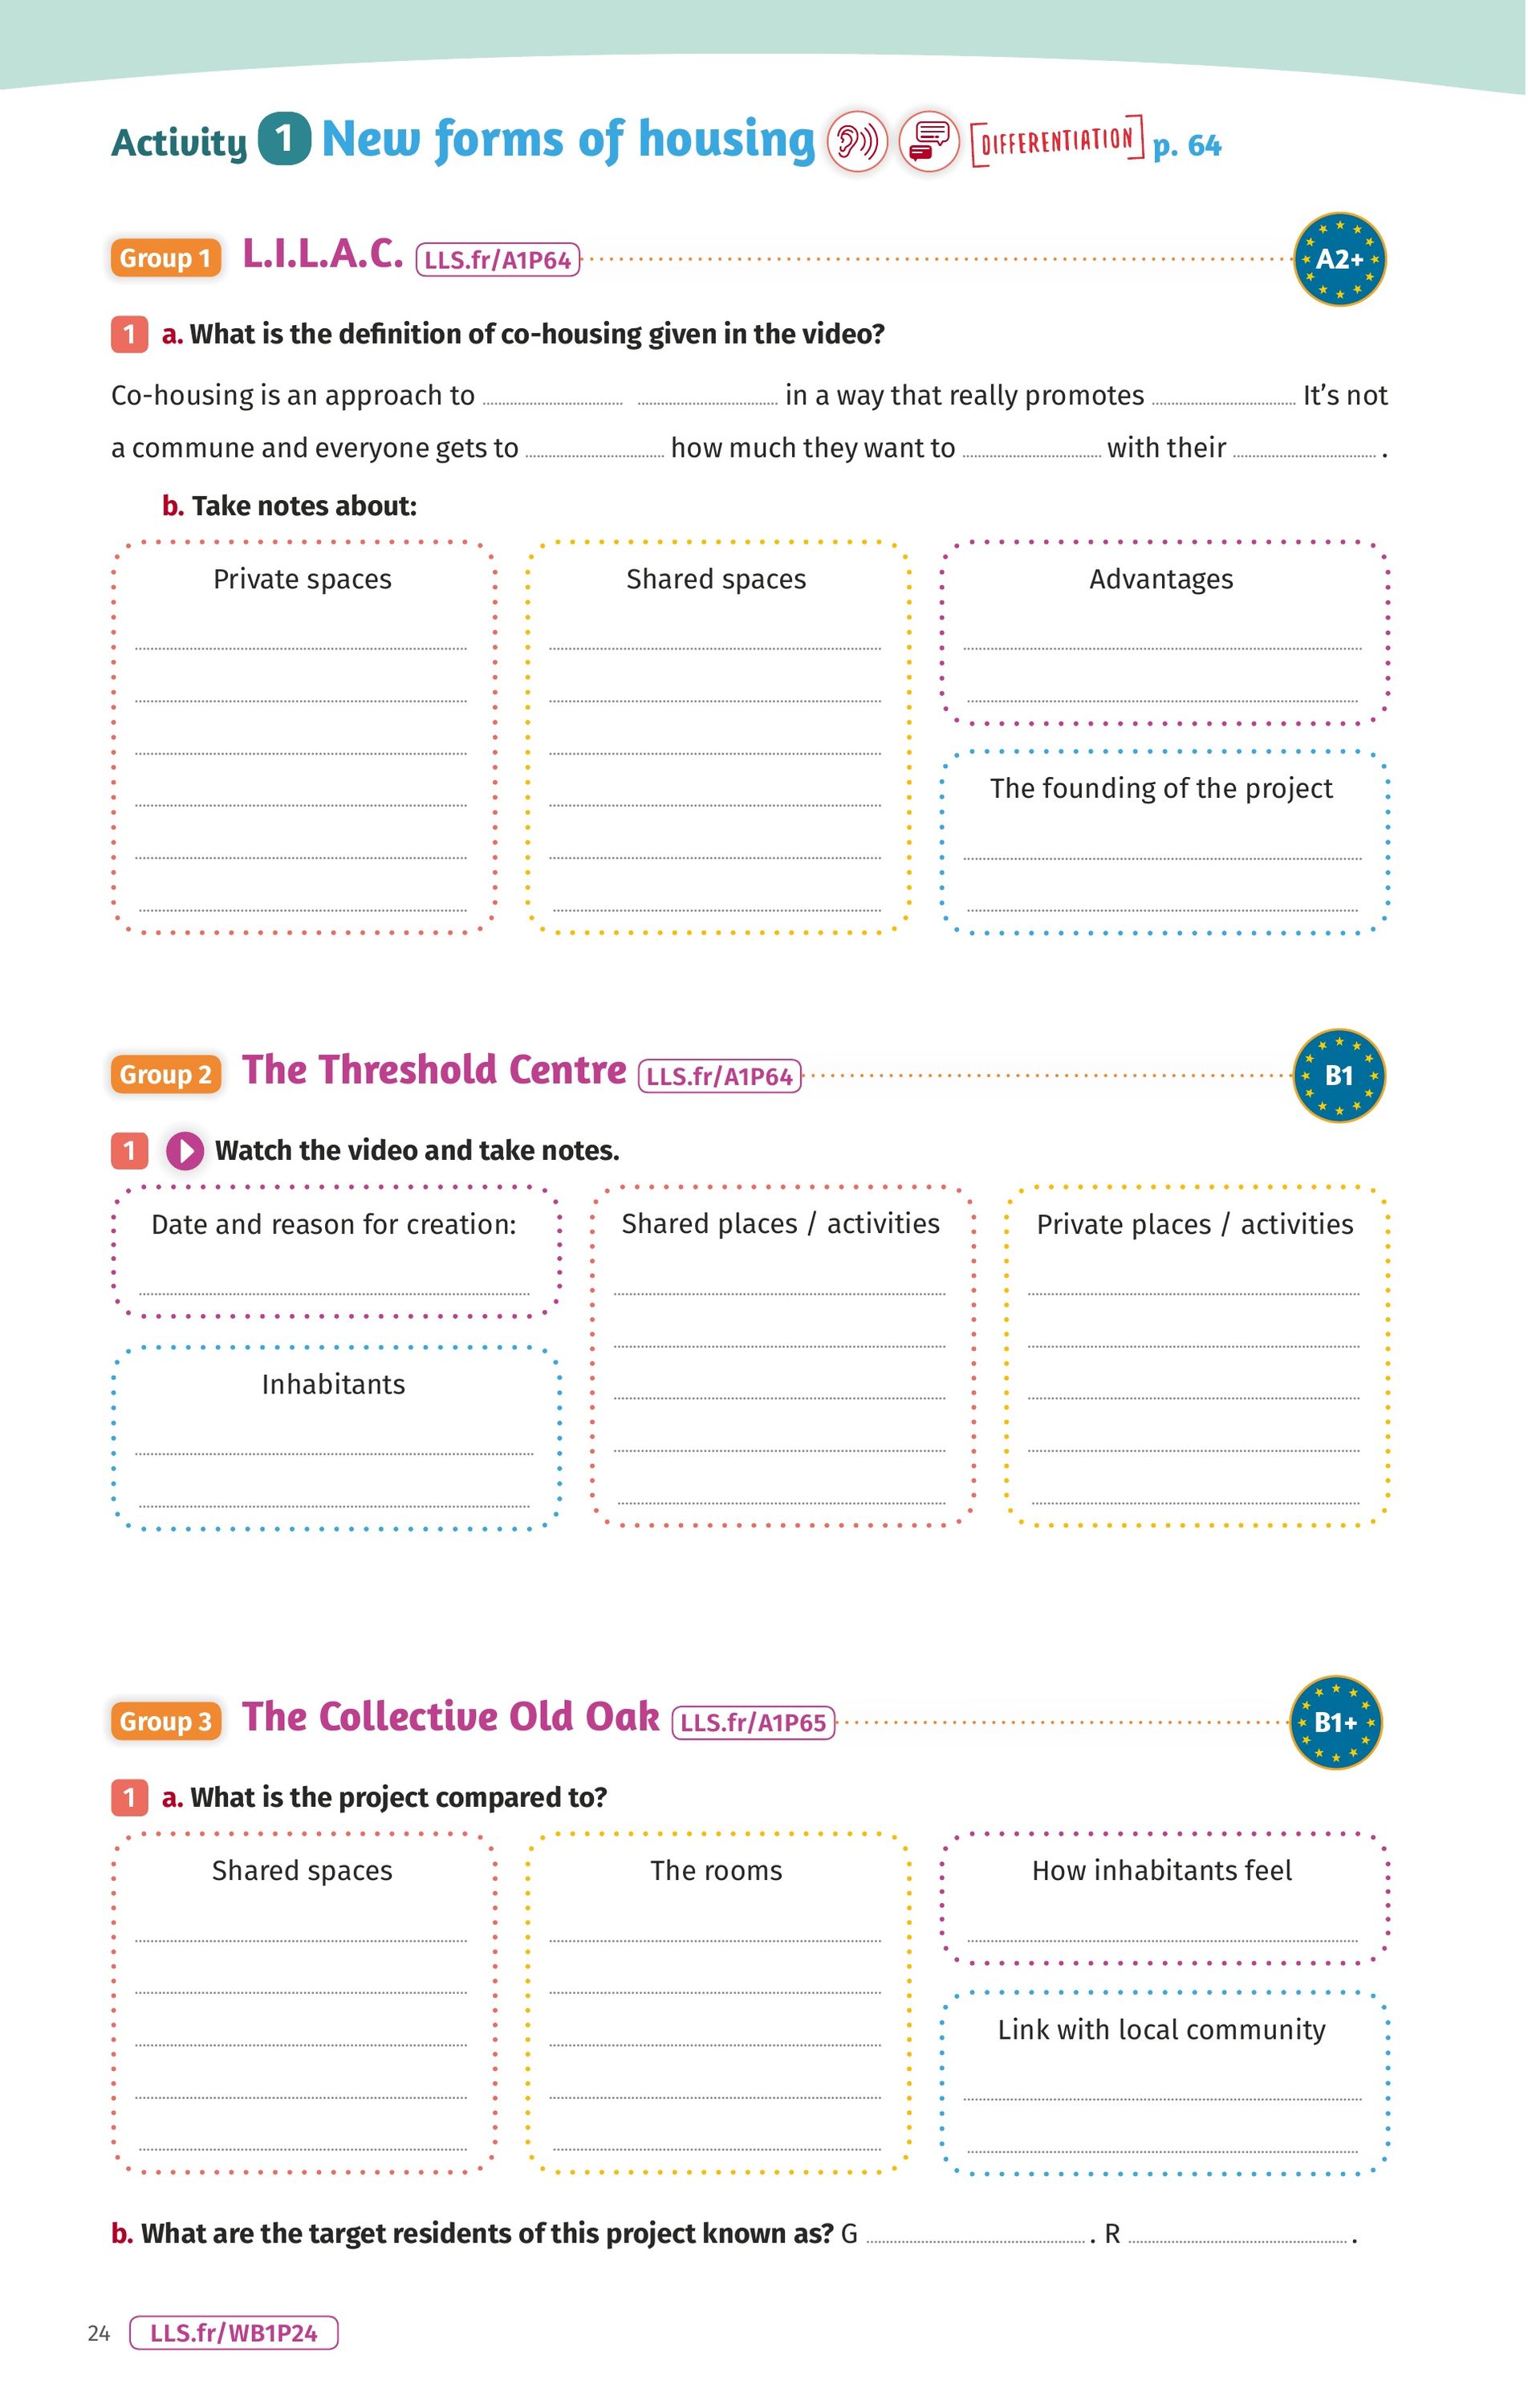 Activity 1 New forms of housing [DIFFERENTIATION] p. 64
Group 1 L.I.L.A.C. LLS.fr/A1P64 A2+
1 a. What is the definition of co-housing given in the video?
Co-housing is an approach to ............ ............ in a way that really promotes ............ It’s not
a commune and everyone gets to ............ how much they want to ............ with their ............ .
b. Take notes about:
Private spaces
Shared spaces
Advantages
The founding of the project
Group 2 The Threshold Centre LLS.fr/A1P64 B1
1 Watch the video and take notes.
Date and reason for creation:
Shared places / activities
Private places / activities
Inhabitants
Group 3 The Collective Old Oak LLS.fr/A1P65 B1+
1 a. What is the project compared to?
Shared spaces
The rooms
How inhabitants feel
Link with local community
b. What are the target residents of this project known as? G ............ . R ............ .
24 LLS.fr/WB1P24